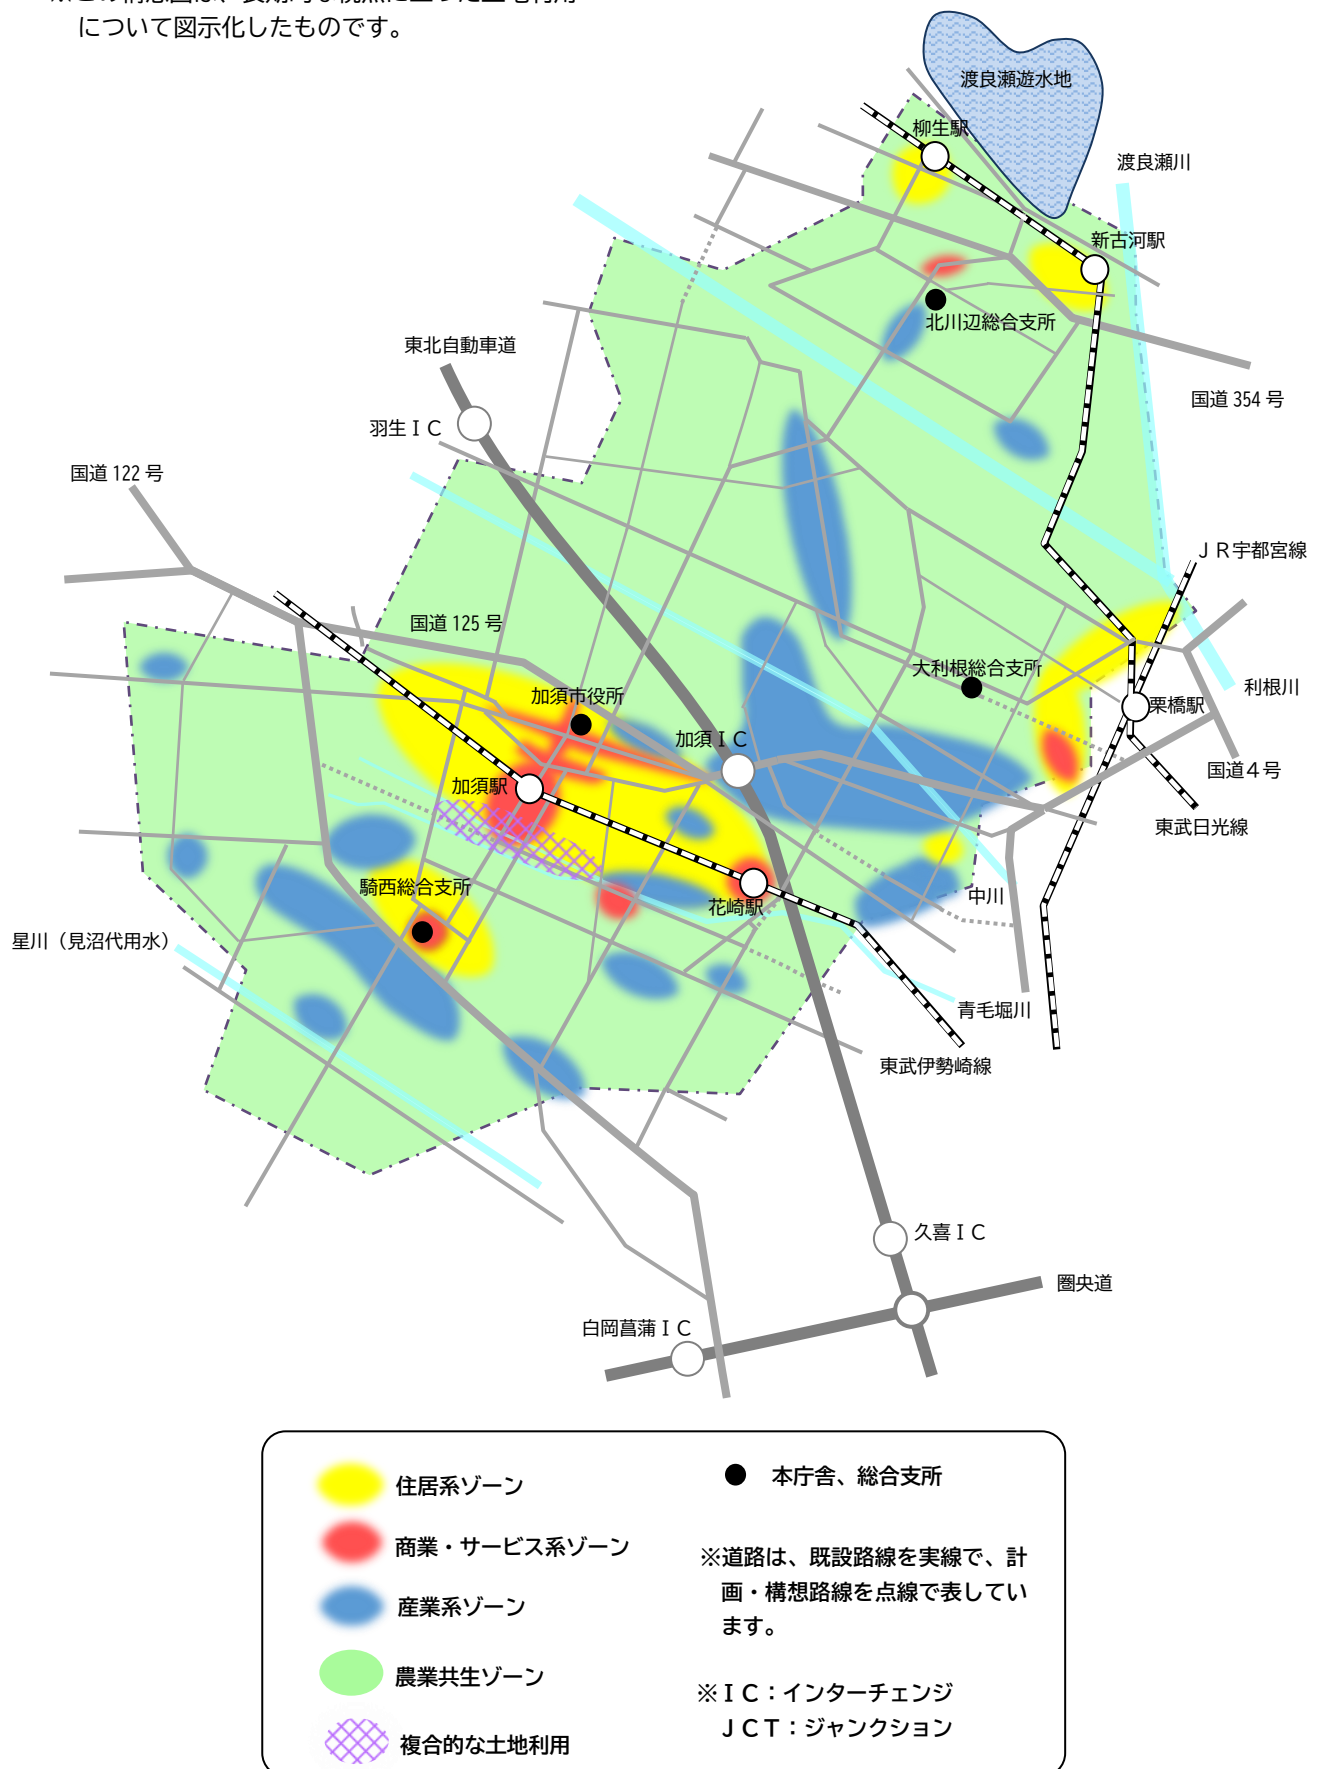 について図示化したものです。
渡良瀬遊水地
柳生駅
渡良瀬川
新古河駅
北川辺総合支所
東北自動車道
国道 354 号
羽生ＩＣ
国道 122 号
ＪＲ宇都宮線
国道 125 号
大利根総合支所
加須市役所
利根川
栗橋駅
加須ＩＣ
国道４号
加須駅
東武日光線
騎西総合支所
中川
花崎駅
星川（見沼代用水）
青毛堀川
東武伊勢崎線
久喜ＩＣ
圏央道
白岡菖蒲ＩＣ
住居系ゾーン
商業・サービス系ゾーン
産業系ゾーン
農業共生ゾーン
複合的な土地利用
本庁舎、総合支所
※道路は、既設路線を実線で、計
画・構想路線を点線で表してい
ます。
※ＩＣ：インターチェンジ
ＪＣＴ：ジャンクション